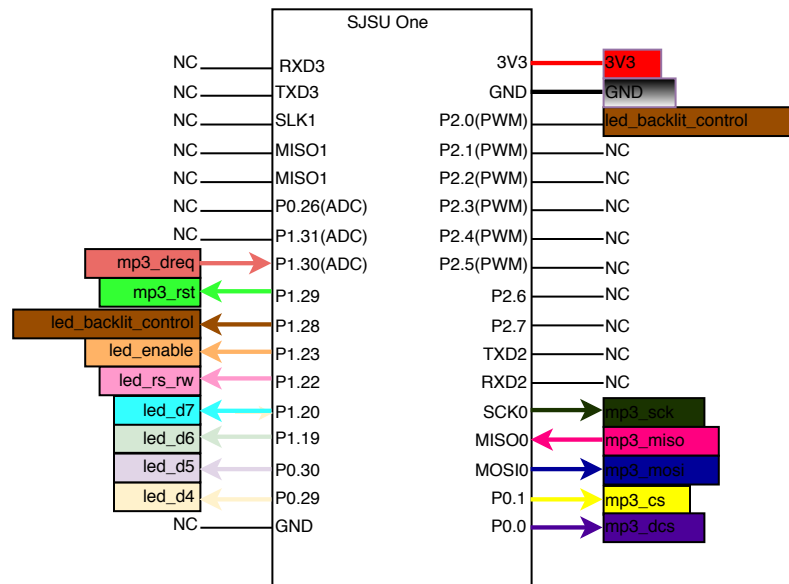 SJSU One
NC RXD3
NC TXD3
NC SLK1
NC MISO1
NC MISO1
NC P0.26(ADC)
NC P1.31(ADC)
mp3_dreq P1.30(ADC)
mp3_rst P1.29
led_backlit_control P1.28
led_enable P1.23
led_rs_rw P1.22
led_d7 P1.20
led_d6 P1.19
led_d5 P0.30
led_d4 P0.29
NC GND
3V3 3V3
GND GND
P2.0(PWM) led_backlit_control
P2.1(PWM) NC
P2.2(PWM) NC
P2.3(PWM) NC
P2.4(PWM) NC
P2.5(PWM) NC
P2.6 NC
P2.7 NC
TXD2 NC
RXD2 NC
SCK0 mp3_sck
MISO0 mp3_miso
MOSI0 mp3_mosi
P0.1 mp3_cs
P0.0 mp3_dcs